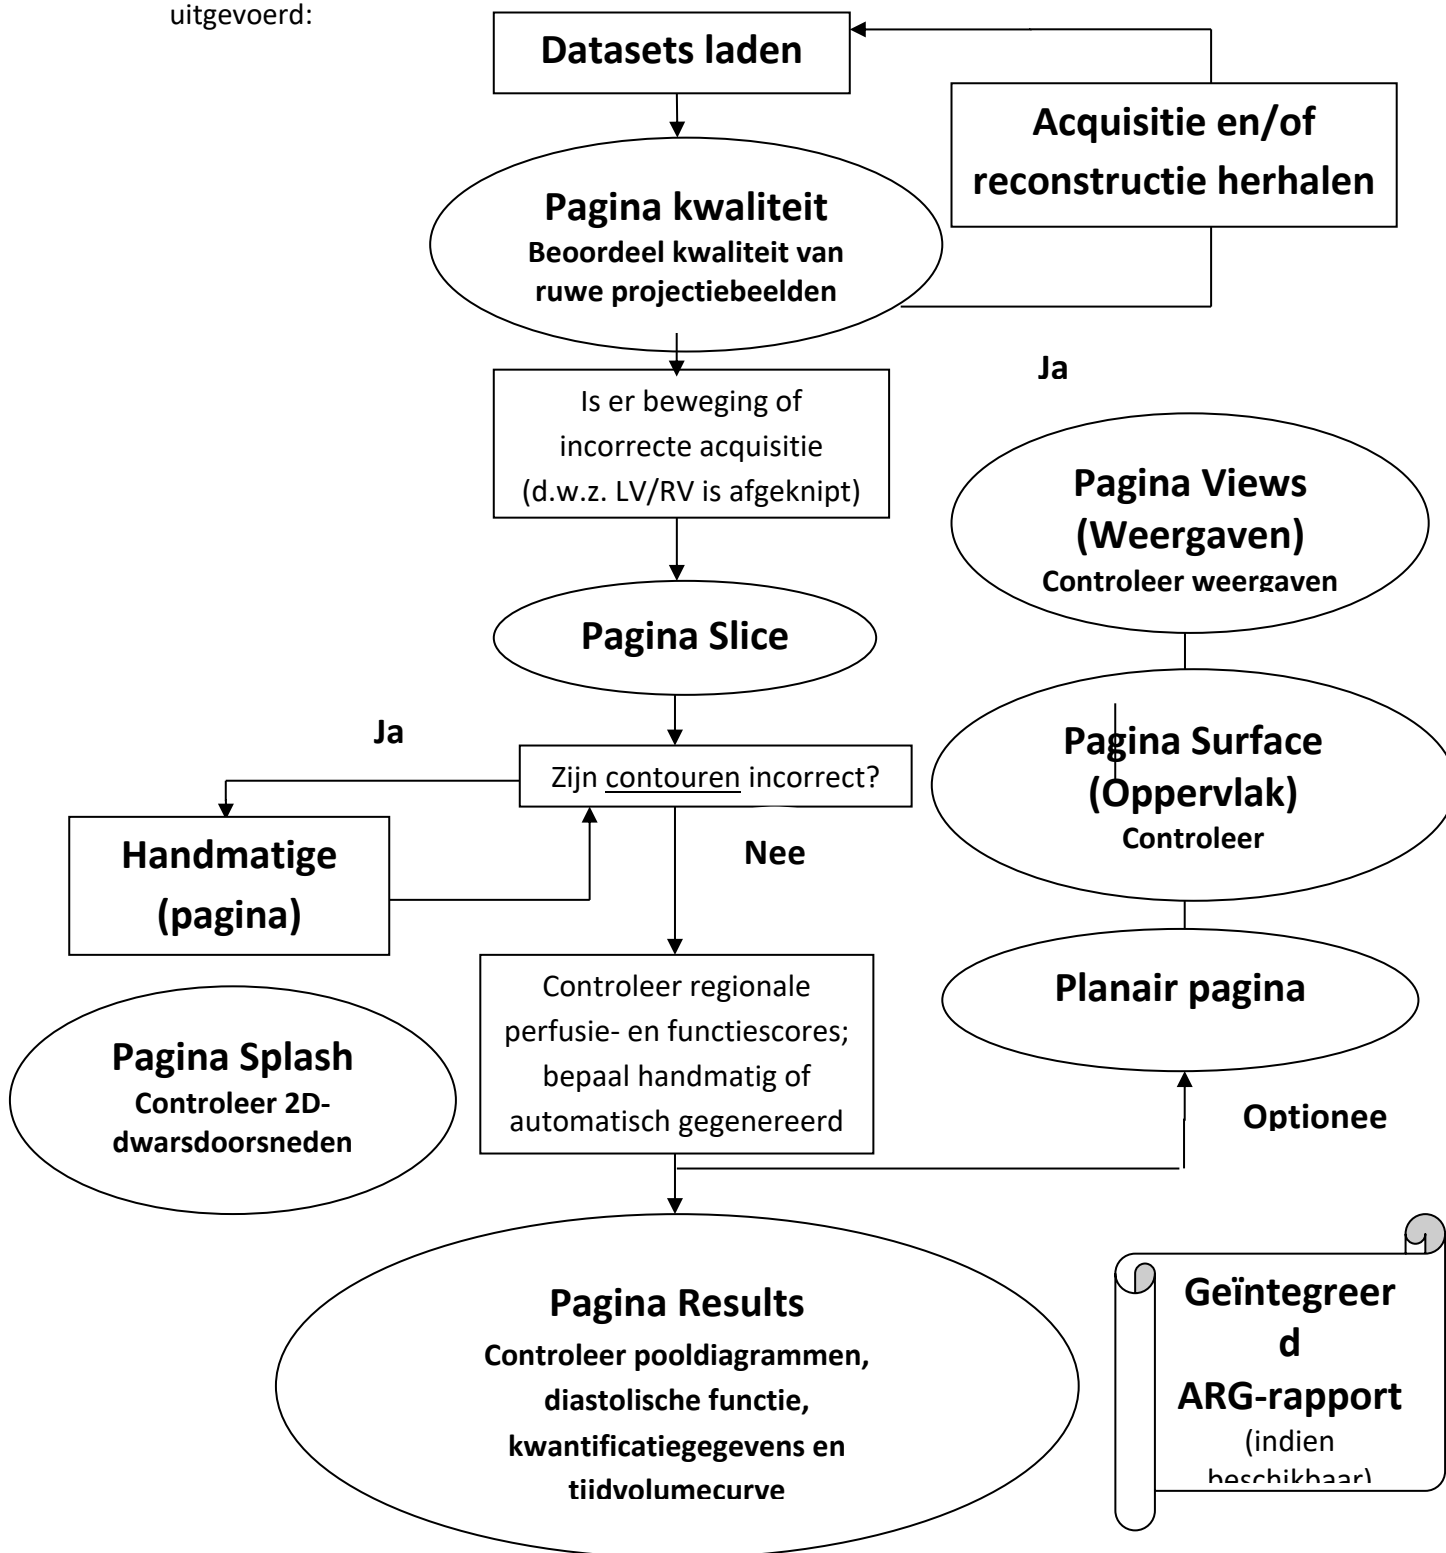 uitgevoerd:
Datasets laden
Acquisitie en/of
reconstructie herhalen
Pagina kwaliteit
Beoordeel kwaliteit van
ruwe projectiebeelden
Ja
Is er beweging of
incorrecte acquisitie
(d.w.z. LV/RV is afgeknipt)
Pagina Views
(Weergaven)
Controleer weergaven
Pagina Slice
Pagina Surface
(Oppervlak)
Controleer
Ja
Zijn contouren incorrect?
Handmatige
(pagina)
Nee
Planair pagina
Controleer regionale
perfusie- en functiescores;
bepaal handmatig of
automatisch gegenereerd
Pagina Splash
Controleer 2D-
dwarsdoorsneden
Optionee
Pagina Results
Controleer pooldiagrammen,
diastolische functie,
kwantificatiegegevens en
tijdvolumecurve
Geïntegreer
d
ARG-rapport
(indien
beschikbaar)